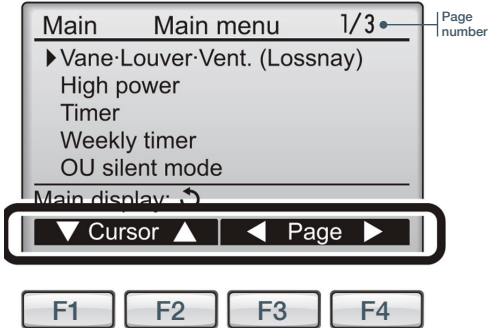 Main Main menu 1/3
Page
number
Vane·Louver·Vent. (Lossnay)
High power
Timer
Weekly timer
OU silent mode
Main display:
Cursor Page
F1 F2 F3 F4